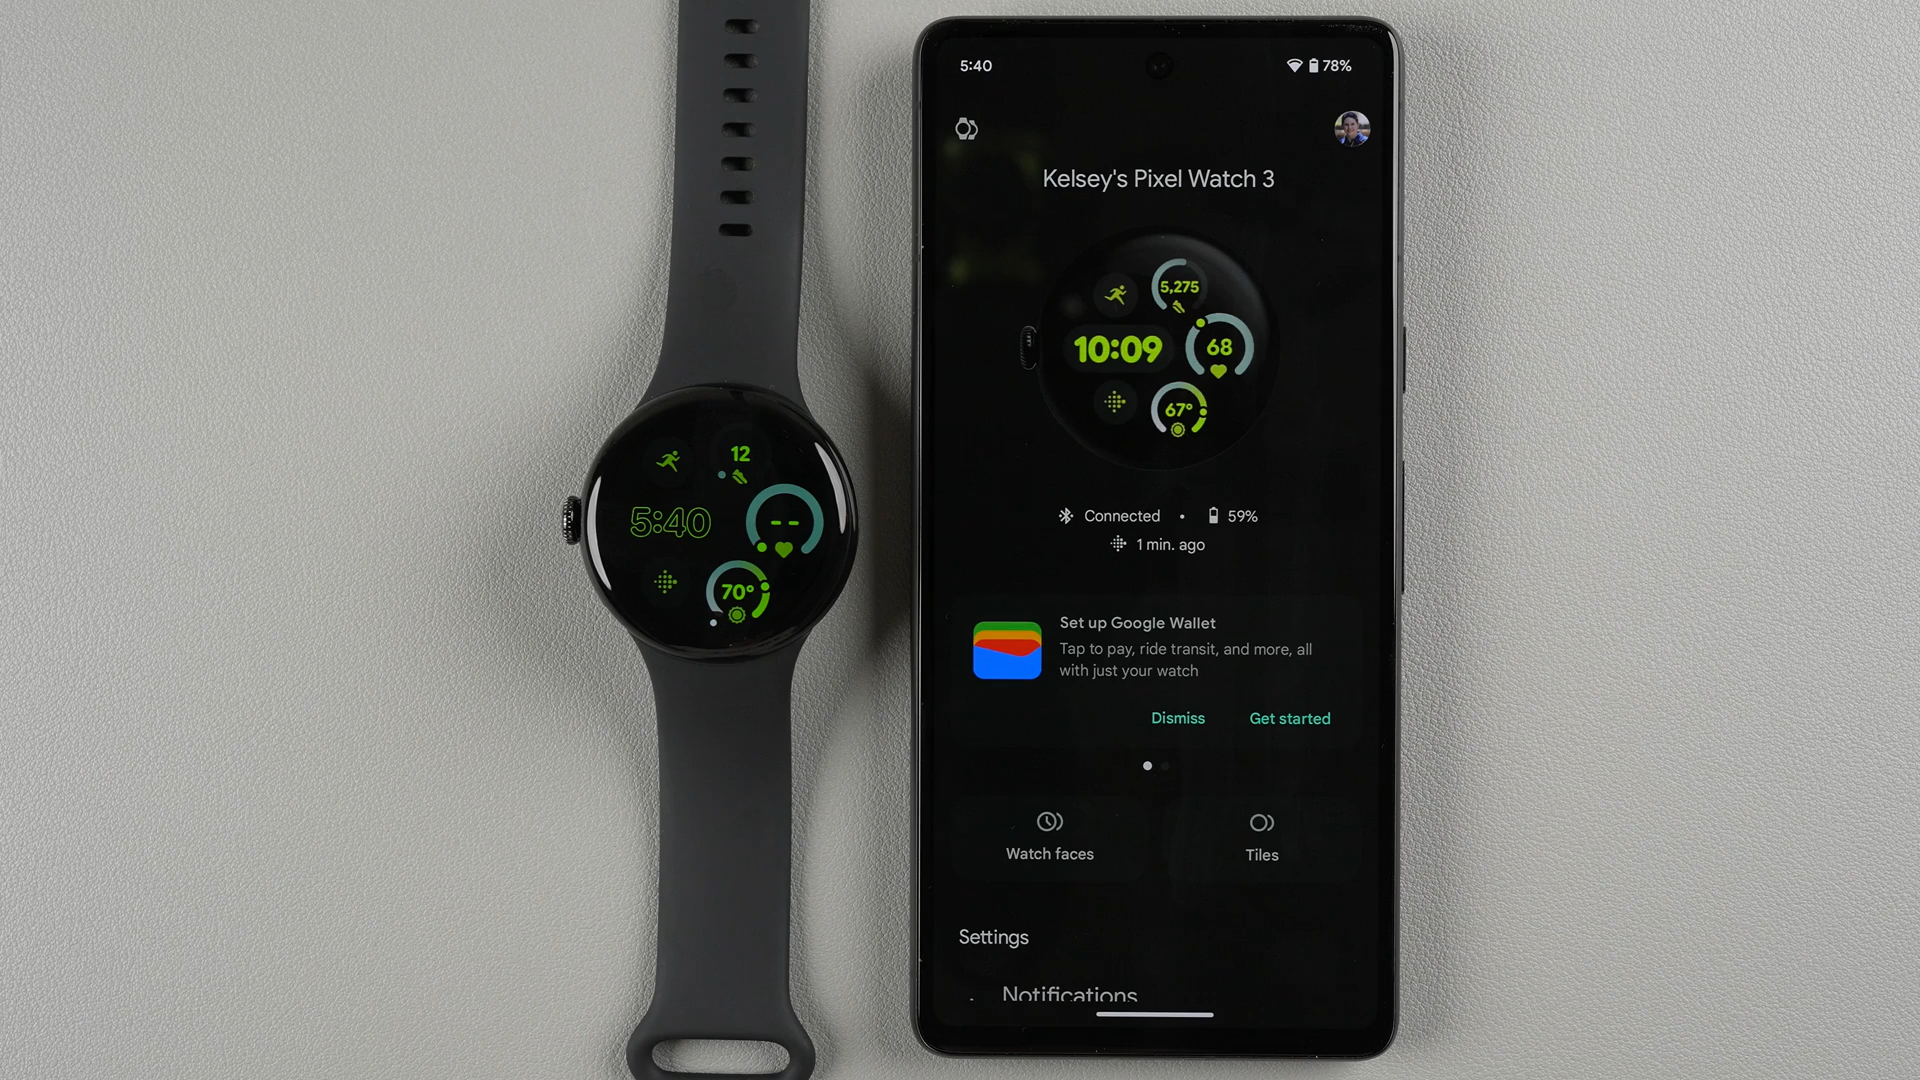 12
5:40
--
70°
5:40
78%
Kelsey's Pixel Watch 3
5,275
10:09
68
67°
Connected • 59%
1 min. ago
Set up Google Wallet
Tap to pay, ride transit, and more, all
with just your watch
Dismiss Get started
Watch faces Tiles
Settings
Notifications